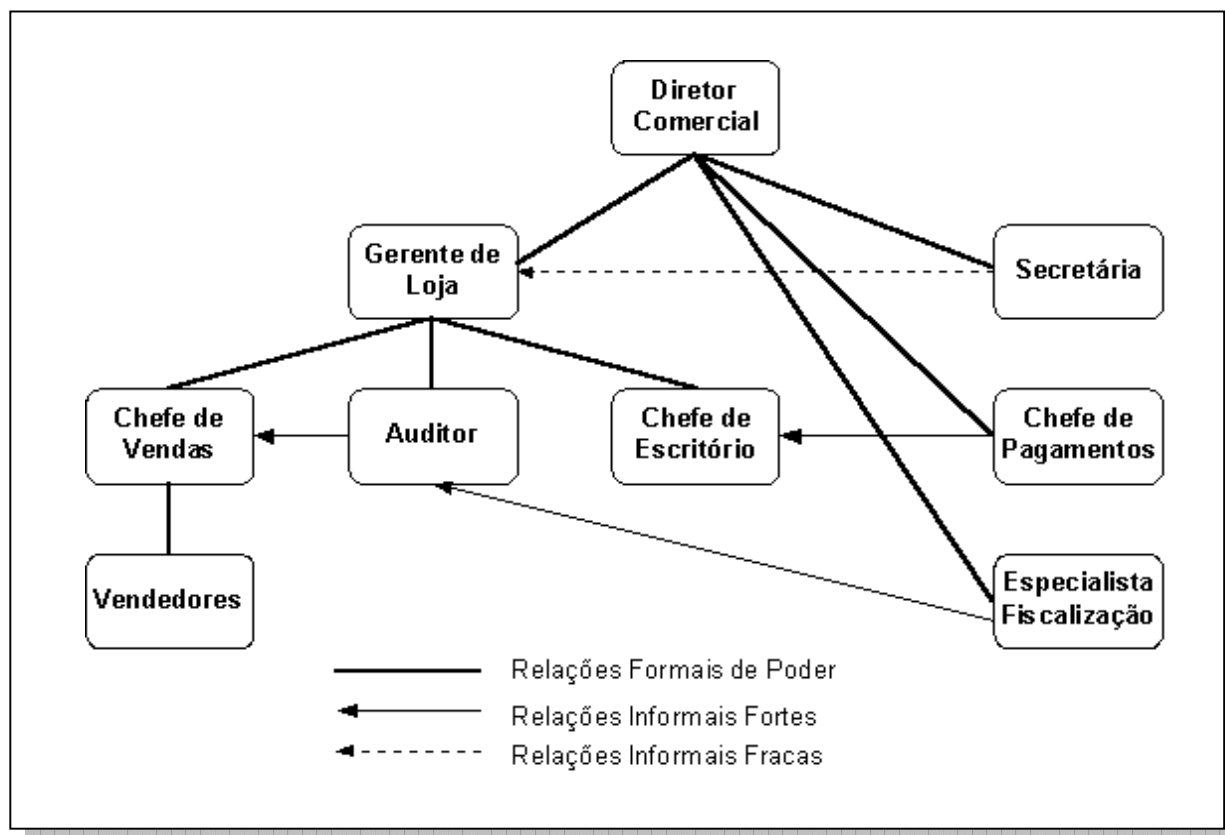 Diretor
Comercial
Gerente de
Loja
Secretária
Chefe de
Vendas
Auditor
Chefe de
Escritório
Chefe de
Pagamentos
Vendedores
Especialista
Fiscalização
Relações Formais de Poder
Relações Informais Fortes
Relações Informais Fracas